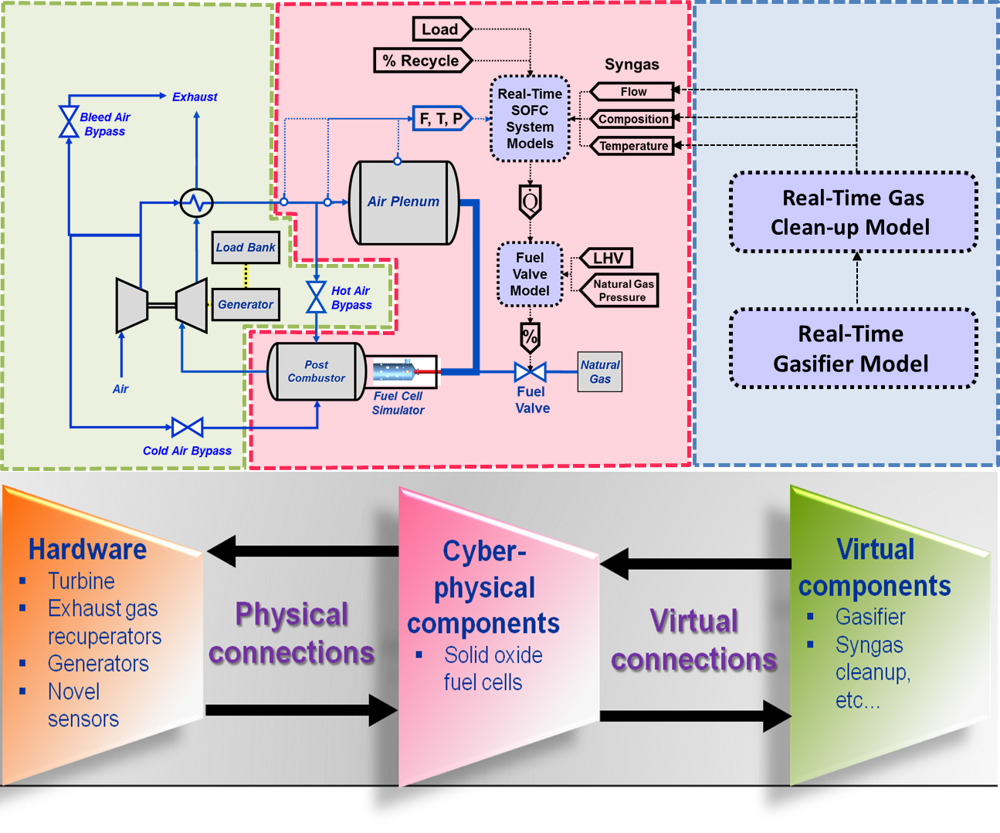 Load
% Recycle
Syngas
Real-Time
SOFC
System
Models
Flow
Composition
Temperature
F, T, P
Exhaust
Bleed Air
Bypass
Air Plenum
Q̇
Load Bank
Generator
Hot Air
Bypass
Fuel
Valve
Model
LHV
Natural Gas
Pressure
%
Post
Combustor
Fuel Cell
Simulator
Natural
Gas
Fuel
Valve
Air
Cold Air Bypass
Real-Time Gas
Clean-up Model
Real-Time
Gasifier Model
Hardware
▪ Turbine
▪ Exhaust gas
recuperators
▪ Generators
▪ Novel
sensors
Physical
connections
Cyber-
physical
components
▪ Solid oxide
fuel cells
Virtual
connections
Virtual
components
▪ Gasifier
▪ Syngas
cleanup,
etc...